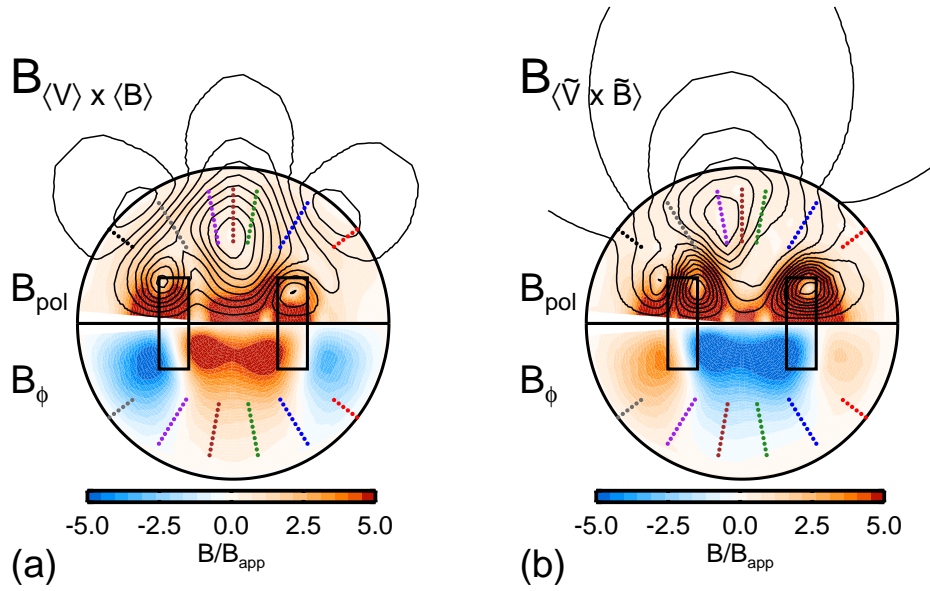 B⟨V⟩ x ⟨B⟩
B⟨Ṽ x B̃⟩
Bpol
Bϕ
-5.0 -2.5 0.0 2.5 5.0
B/Bapp
(a)
Bpol
Bϕ
-5.0 -2.5 0.0 2.5 5.0
B/Bapp
(b)